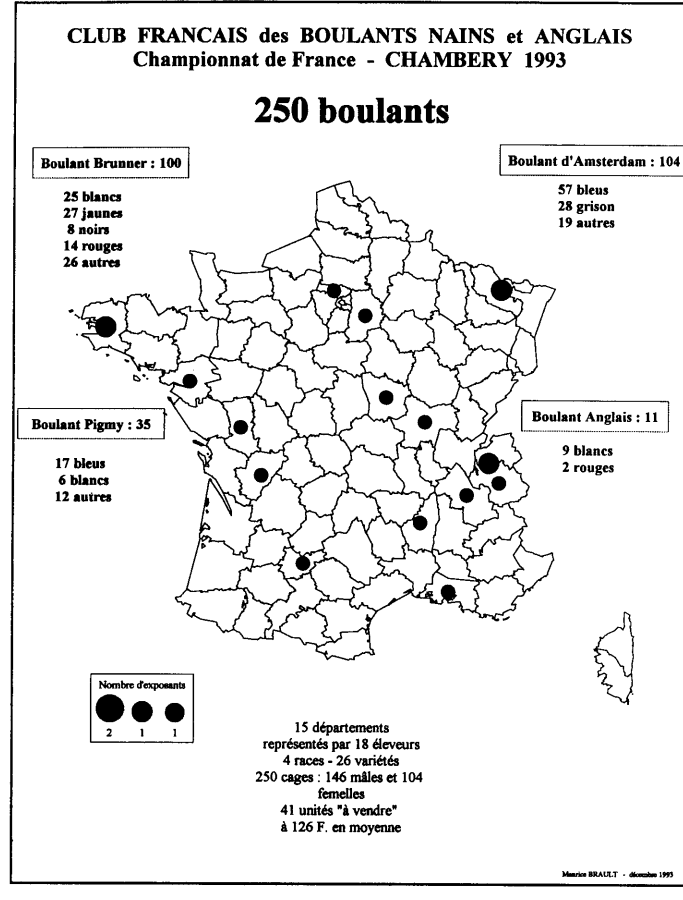 CLUB FRANCAIS des BOULANTS NAINS et ANGLAIS
Championnat de France - CHAMBERY 1993
250 boulants
Boulant Brunner : 100
25 blancs
27 jaunes
8 noirs
14 rouges
26 autres
Boulant d'Amsterdam : 104
57 bleus
28 grison
19 autres
Boulant Pigmy : 35
17 bleus
6 blancs
12 autres
Boulant Anglais : 11
9 blancs
2 rouges
Nombre d'exposants
2 1 1
15 départements
représentés par 18 éleveurs
4 races - 26 variétés
250 cages : 146 mâles et 104
femelles
41 unités "à vendre"
à 126 F. en moyenne
Maurice BRAULT - décembre 1993